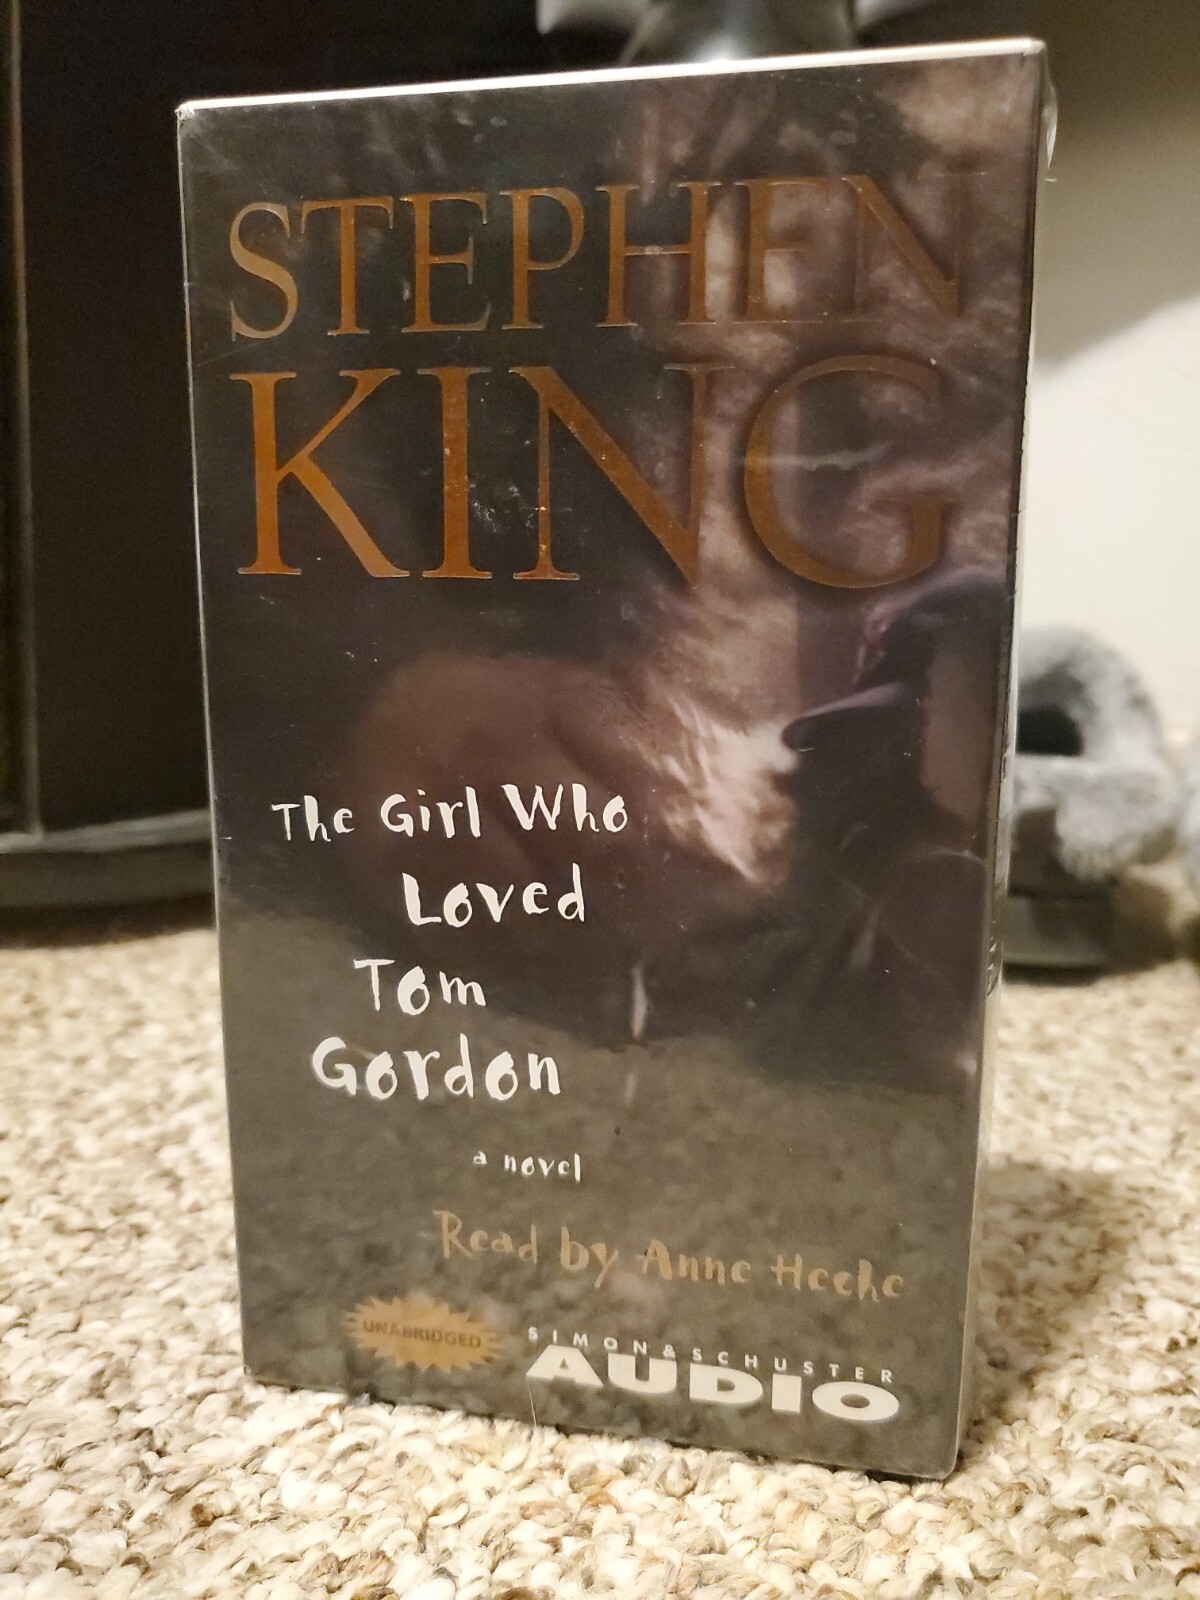 STEPHEN
KING
The Girl Who
Loved
Tom
Gordon
a novel
Read by Anne Heche
UNABRIDGED
SIMON & SCHUSTER
AUDIO